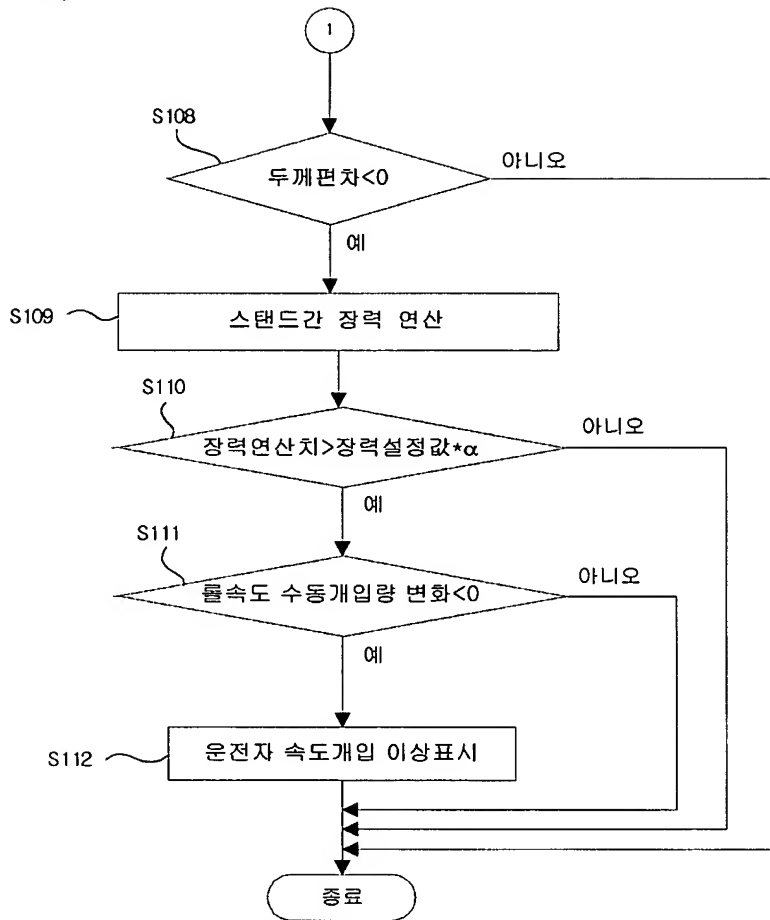 1
S108
두께편차<0
아니오
예
S109
스탠드간 장력 연산
S110
장력연산치>장력설정값*α
아니오
예
S111
롤속도 수동개입량 변화<0
아니오
예
S112
운전자 속도개입 이상표시
종료